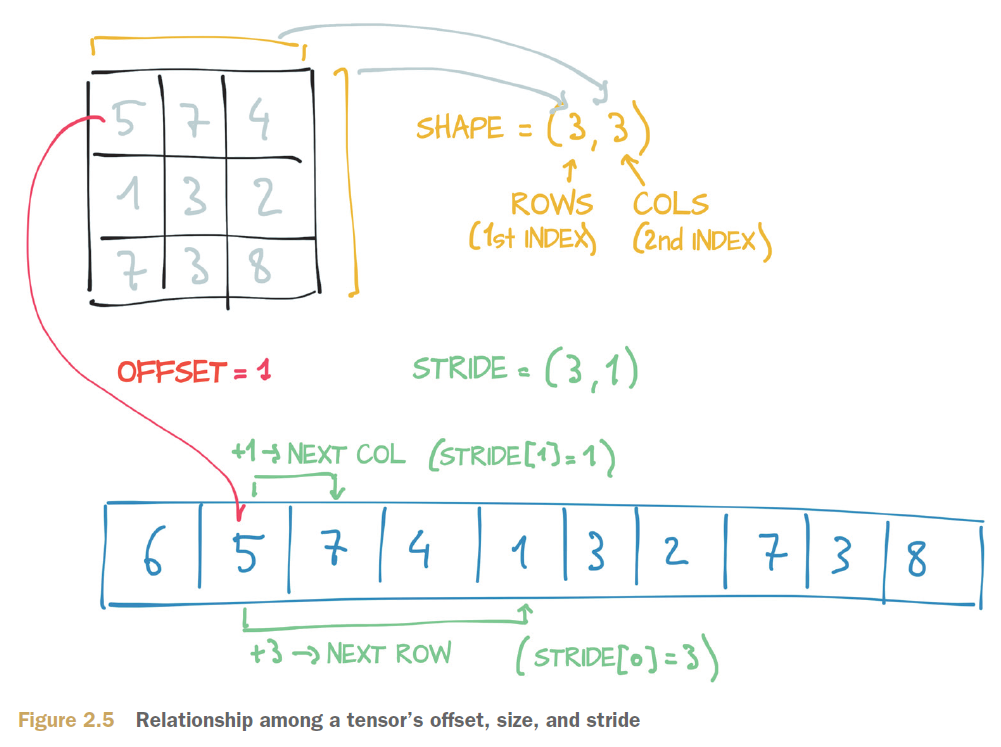 5 7 4
1 3 2
7 3 8
SHAPE = (3, 3)
ROWS
(1st INDEX)
COLS
(2nd INDEX)
OFFSET = 1
STRIDE = (3,1)
+1 → NEXT COL (STRIDE[1]=1)
6 5 7 4 1 3 2 7 3 8
+3 → NEXT ROW (STRIDE[0]=3)
Figure 2.5 Relationship among a tensor’s offset, size, and stride